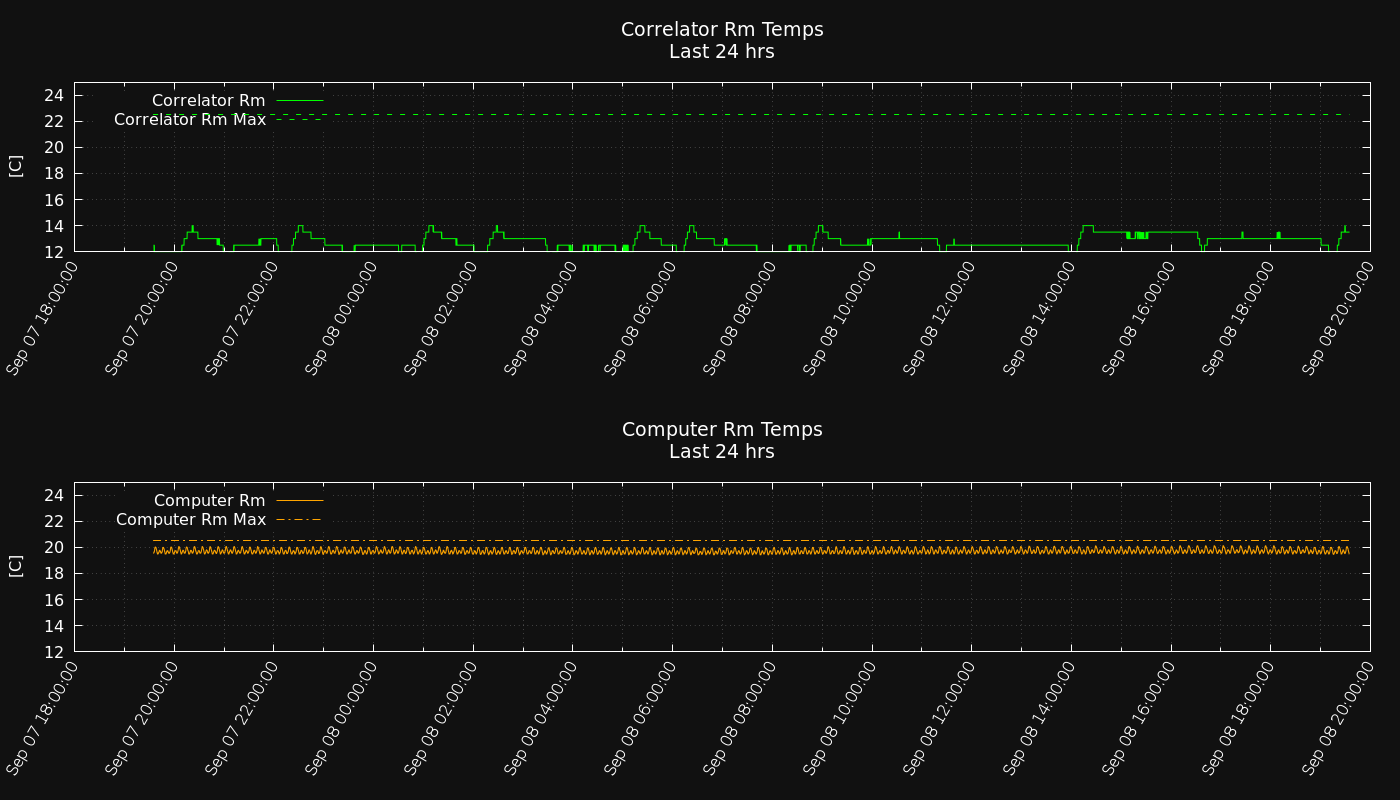 Correlator Rm Temps
Last 24 hrs
Correlator Rm
Correlator Rm Max
[C]
24
22
20
18
16
14
12
Sep 07 18:00:00
Sep 07 20:00:00
Sep 07 22:00:00
Sep 08 00:00:00
Sep 08 02:00:00
Sep 08 04:00:00
Sep 08 06:00:00
Sep 08 08:00:00
Sep 08 10:00:00
Sep 08 12:00:00
Sep 08 14:00:00
Sep 08 16:00:00
Sep 08 18:00:00
Sep 08 20:00:00
Computer Rm Temps
Last 24 hrs
Computer Rm
Computer Rm Max
[C]
24
22
20
18
16
14
12
Sep 07 18:00:00
Sep 07 20:00:00
Sep 07 22:00:00
Sep 08 00:00:00
Sep 08 02:00:00
Sep 08 04:00:00
Sep 08 06:00:00
Sep 08 08:00:00
Sep 08 10:00:00
Sep 08 12:00:00
Sep 08 14:00:00
Sep 08 16:00:00
Sep 08 18:00:00
Sep 08 20:00:00